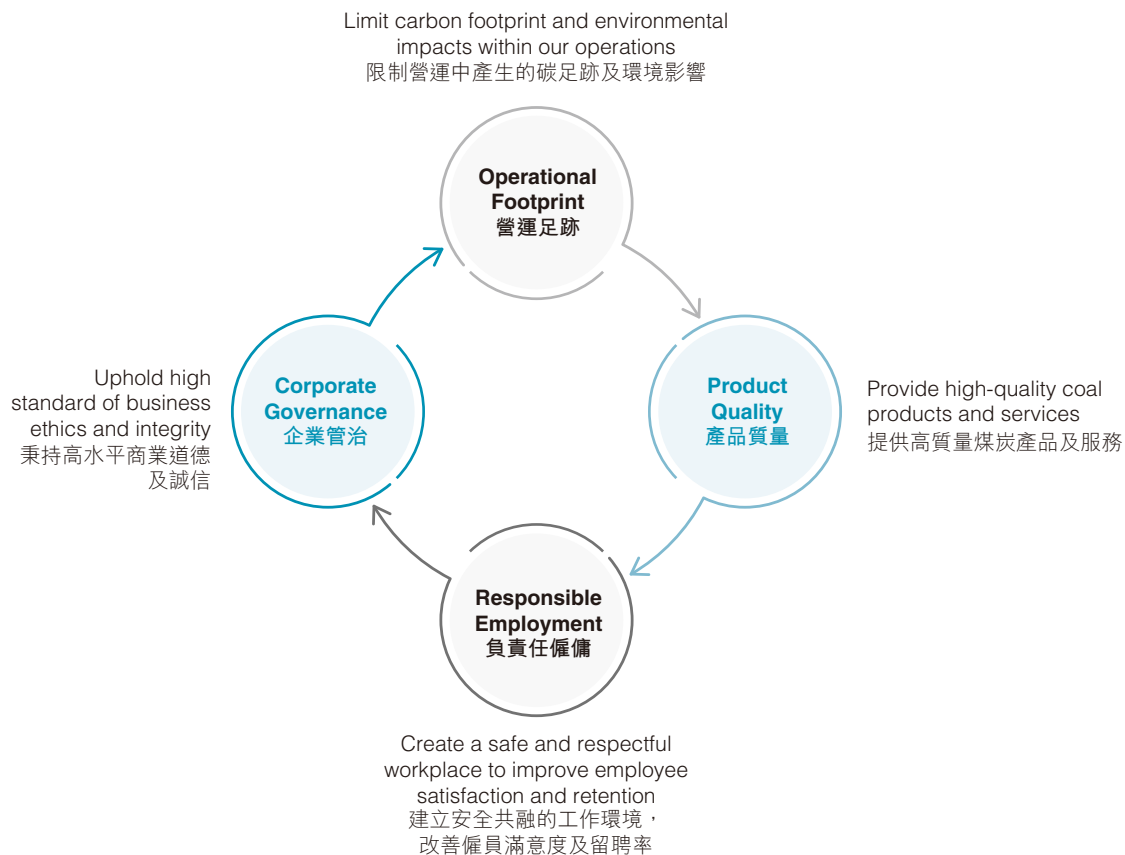 Limit carbon footprint and environmental
impacts within our operations
限制營運中產生的碳足跡及環境影響
Operational
Footprint
營運足跡
Product
Quality
產品質量
Provide high-quality coal
products and services
提供高質量煤炭產品及服務
Responsible
Employment
負責任僱傭
Create a safe and respectful
workplace to improve employee
satisfaction and retention
建立安全共融的工作環境，
改善僱員滿意度及留聘率
Corporate
Governance
企業管治
Uphold high
standard of business
ethics and integrity
秉持高水平商業道德
及誠信